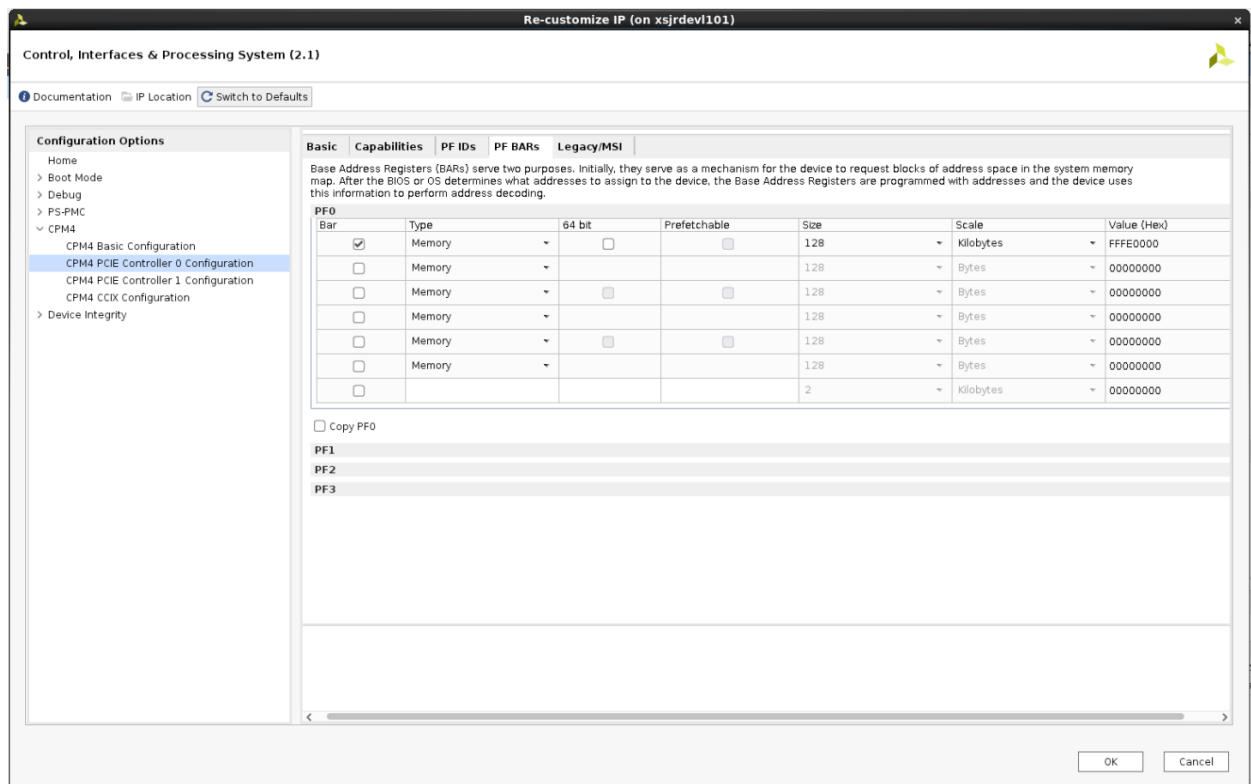 Re-customize IP (on xsjrdevl101)
Control, Interfaces & Processing System (2.1)
Documentation IP Location Switch to Defaults
Configuration Options
Home
Boot Mode
Debug
PS-PMC
CPM4
CPM4 Basic Configuration
CPM4 PCIE Controller 0 Configuration
CPM4 PCIE Controller 1 Configuration
CPM4 CCIX Configuration
Device Integrity
Basic Capabilities PF IDs PF BARs Legacy/MSI
Base Address Registers (BARs) serve two purposes. Initially, they serve as a mechanism for the device to request blocks of address space in the system memory
map. After the BIOS or OS determines what addresses to assign to the device, the Base Address Registers are programmed with addresses and the device uses
this information to perform address decoding.
PF0
Bar Type 64 bit Prefetchable Size Scale Value (Hex)
Memory 128 Kilobytes FFFE0000
Memory 128 Bytes 00000000
Memory 128 Bytes 00000000
Memory 128 Bytes 00000000
Memory 128 Bytes 00000000
Memory 128 Bytes 00000000
2 Kilobytes 00000000
Copy PF0
PF1
PF2
PF3
OK Cancel